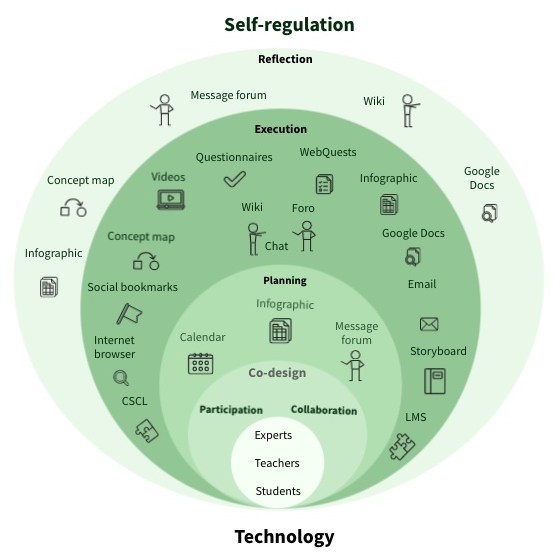 Self-regulation
Reflection
Message forum
Wiki
Execution
Questionnaires
WebQuests
Concept map
Videos
Infographic
Google
Docs
Wiki
Foro
Concept map
Chat
Google Docs
Infographic
Social bookmarks
Planning
Email
Infographic
Internet
browser
Calendar
Message
forum
Storyboard
Co-design
CSCL
Participation
Collaboration
LMS
Experts
Teachers
Students
Technology